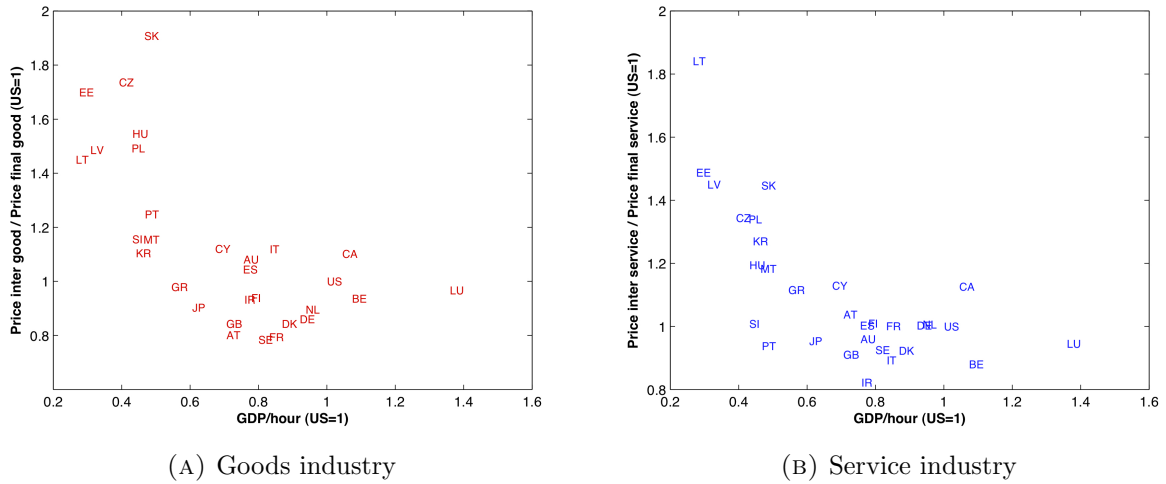 2
1.8
1.6
1.4
1.2
1
0.8
Price inter good / Price final good (US=1)
SK
CZ
EE
HU
PL
LV
LT
PT
SI
MT
KR
CY
IT
AU
ES
CA
US
GR
IR
FI
BE
LU
JP
NL
GB
DK
DE
AT
SE
FR
0.2 0.4 0.6 0.8 1 1.2 1.4 1.6
GDP/hour (US=1)
(A) Goods industry
2
1.8
1.6
1.4
1.2
1
0.8
Price inter service / Price final service (US=1)
LT
EE
LV
SK
CZ
PL
KR
HU
MT
GR
CY
CA
AT
SI
ES
FI
FR
DE
NL
US
PT
JP
AU
SE
DK
GB
IT
BE
LU
IR
0.2 0.4 0.6 0.8 1 1.2 1.4 1.6
GDP/hour (US=1)
(B) Service industry